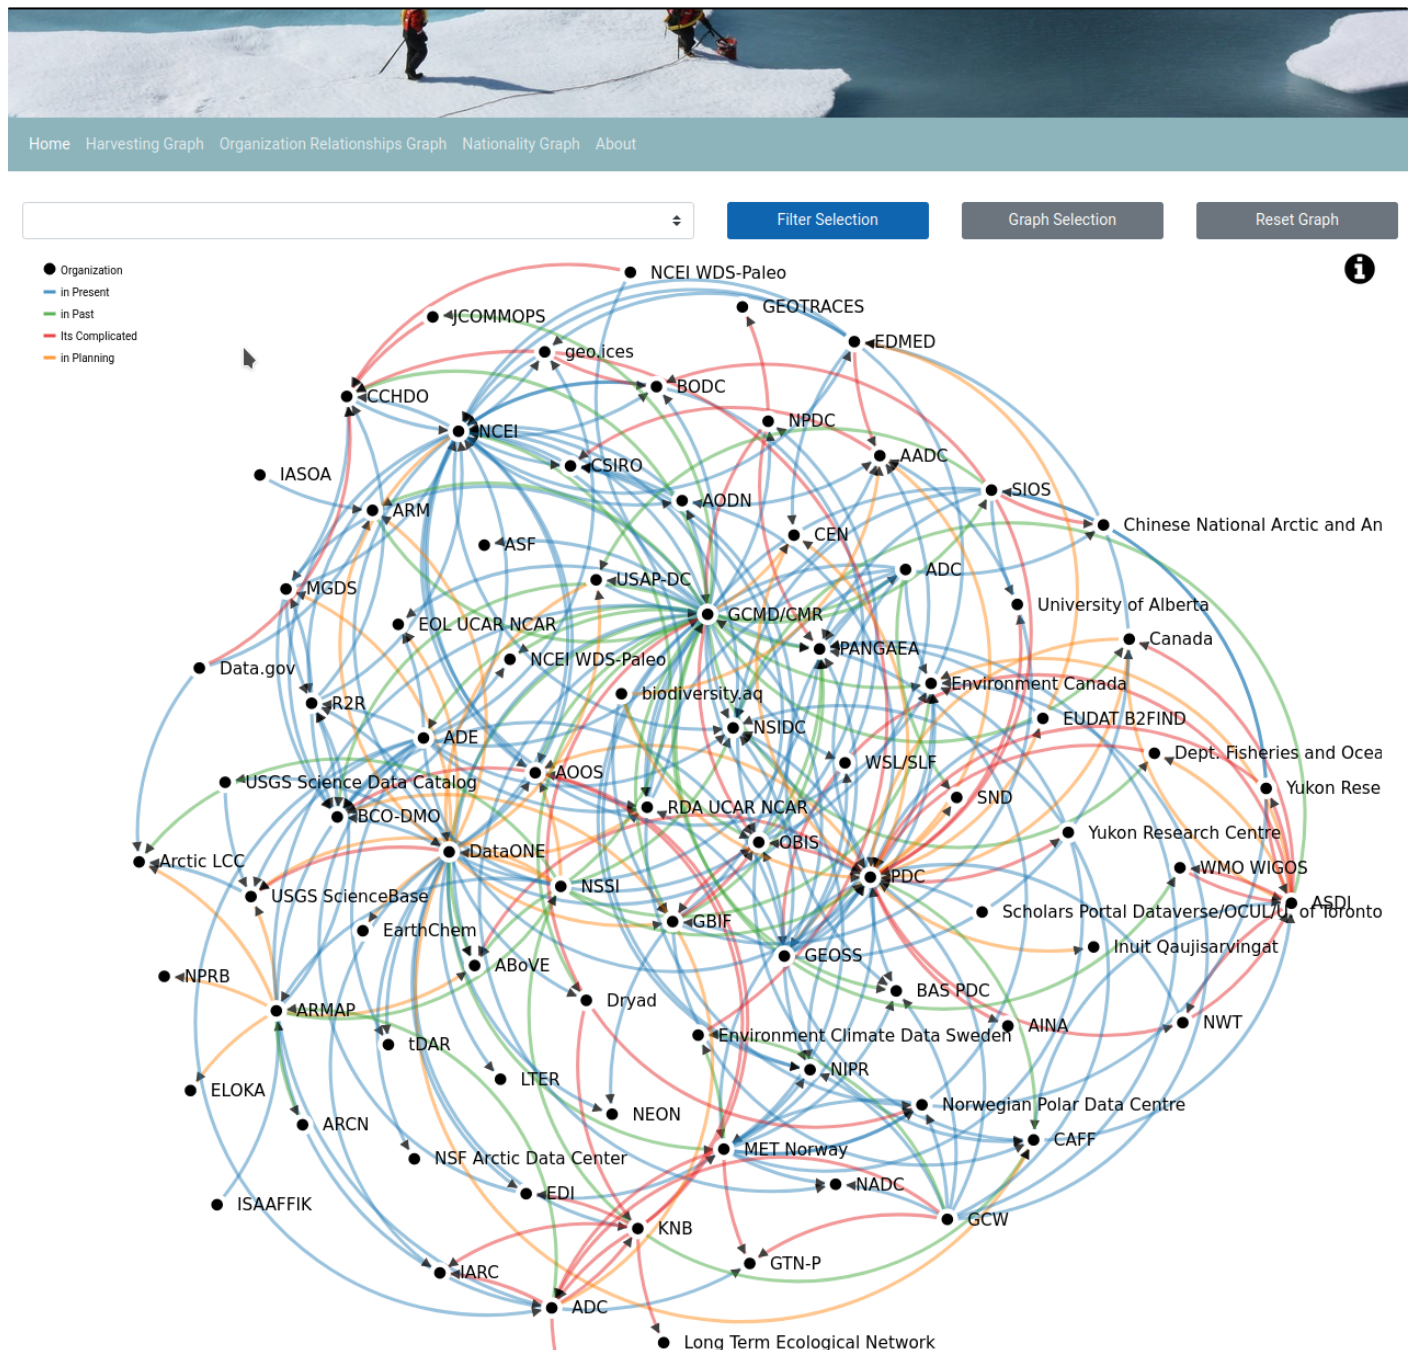 Home Harvesting Graph Organization Relationships Graph Nationality Graph About
Filter Selection Graph Selection Reset Graph
Organization
in Present
in Past
Its Complicated
in Planning
NCEI WDS-Paleo
GEOTRACES
JCOMMOPS
EDMED
geo.ices
BODC
CCHDO
NPDC
NCEI
AADC
CSIRO
IASOA
SIOS
AODN
ARM
Chinese National Arctic and An
CEN
ASF
ADC
USAP-DC
MGDS
University of Alberta
GCMD/CMR
EOL UCAR NCAR
Canada
PANGAEA
NCEI WDS-Paleo
Data.gov
Environment Canada
biodiversity.aq
R2R
EUDAT B2FIND
NSIDC
ADE
Dept. Fisheries and Ocea
WSL/SLF
AOOS
USGS Science Data Catalog
Yukon Rese
SND
RDA UCAR NCAR
BCO-DMO
Yukon Research Centre
OBIS
DataONE
Arctic LCC
WMO WIGOS
PDC
NSSI
USGS ScienceBase
ASDI
Scholars Portal Dataverse/OCUL/U of Toronto
GBIF
EarthChem
Inuit Qaujisarvingat
GEOSS
ABoVE
NPRB
BAS PDC
Dryad
ARMAP
NWT
AINA
Environment Climate Data Sweden
tDAR
NIPR
LTER
ELOKA
Norwegian Polar Data Centre
NEON
ARCN
CAFF
MET Norway
NSF Arctic Data Center
NADC
EDI
ISAAFFIK
GCW
KNB
GTN-P
IARC
ADC
Long Term Ecological Network